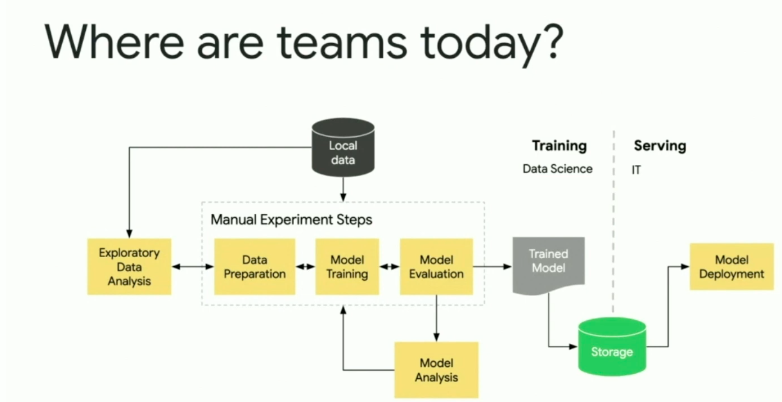 Where are teams today?
Local
data
Training
Serving
Data Science
IT
Manual Experiment Steps
Exploratory
Data
Analysis
Data
Preparation
Model
Training
Model
Evaluation
Trained
Model
Model
Deployment
Storage
Model
Analysis